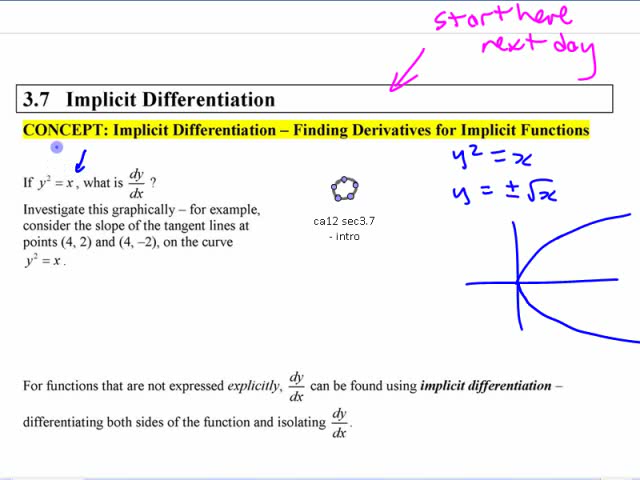 start here
next day
3.7 Implicit Differentiation
CONCEPT: Implicit Differentiation – Finding Derivatives for Implicit Functions
y² = x
y = ± √x
If y² = x, what is dy/dx ?
Investigate this graphically – for example,
consider the slope of the tangent lines at
points (4, 2) and (4, –2), on the curve
y² = x .
ca12 sec3.7
- intro
For functions that are not expressed explicitly, dy/dx can be found using implicit differentiation –
differentiating both sides of the function and isolating dy/dx .